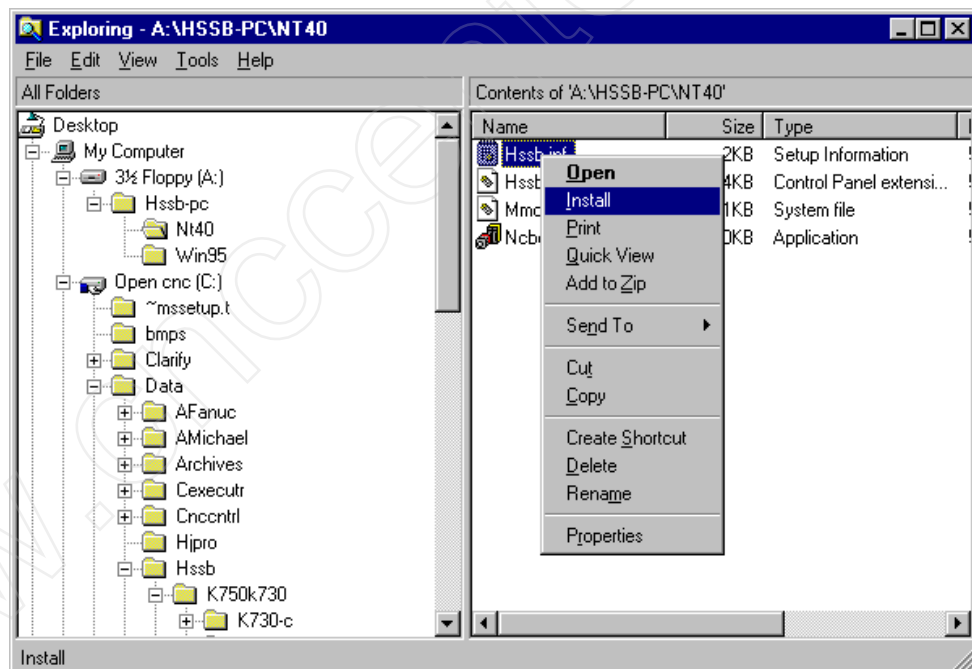 Exploring - A:\HSSB-PC\NT40
File Edit View Tools Help
All Folders
Contents of 'A:\HSSB-PC\NT40'
Desktop
My Computer
3½ Floppy (A:)
Hssb-pc
Nt40
Win95
Open cnc (C:)
~mssetup.t
bmps
Clarify
Data
AFanuc
AMichael
Archives
Cexecutr
Cnccntrl
Hjpro
Hssb
K750k730
K730-c
Name Size Type
Hssb.inf 2KB Setup Information
4KB Control Panel extensi...
1KB System file
0KB Application
Open
Install
Print
Quick View
Add to Zip
Send To
Cut
Copy
Create Shortcut
Delete
Rename
Properties
Install